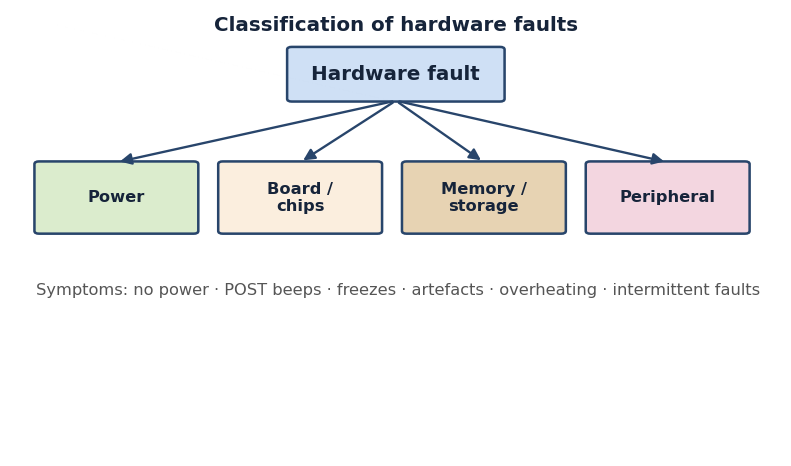 Classification of hardware faults
Hardware fault
Power
Board /
chips
Memory /
storage
Peripheral
Symptoms: no power · POST beeps · freezes · artefacts · overheating · intermittent faults